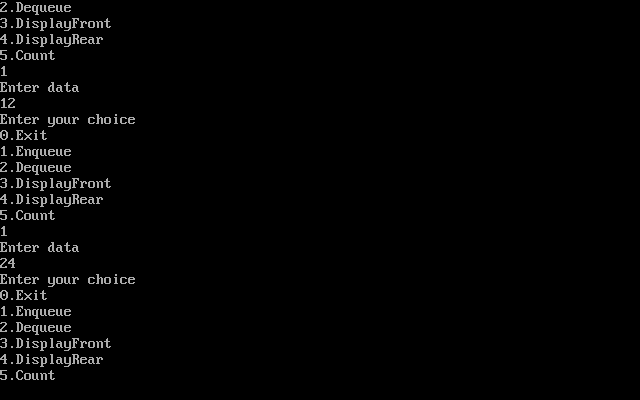 2.Dequeue
3.DisplayFront
4.DisplayRear
5.Count
1
Enter data
12
Enter your choice
0.Exit
1.Enqueue
2.Dequeue
3.DisplayFront
4.DisplayRear
5.Count
1
Enter data
24
Enter your choice
0.Exit
1.Enqueue
2.Dequeue
3.DisplayFront
4.DisplayRear
5.Count